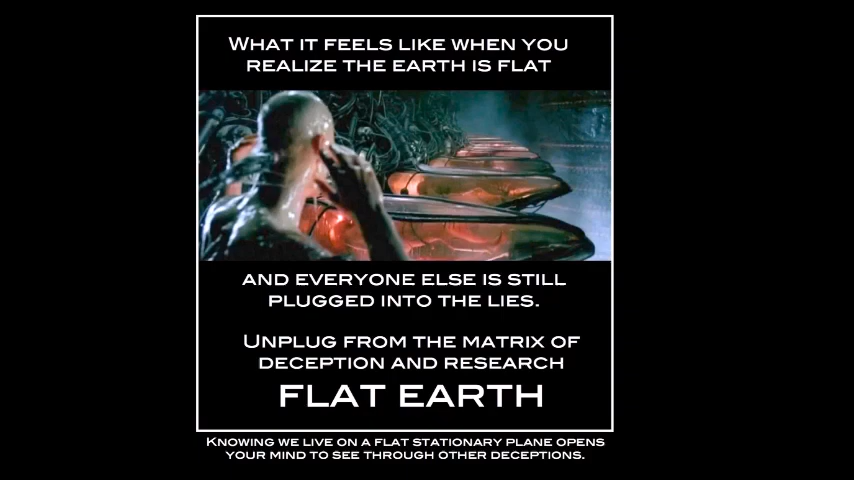 What it feels like when you
realize the earth is flat
and everyone else is still
plugged into the lies.
Unplug from the matrix of
deception and research
FLAT EARTH
Knowing we live on a flat stationary plane opens
your mind to see through other deceptions.